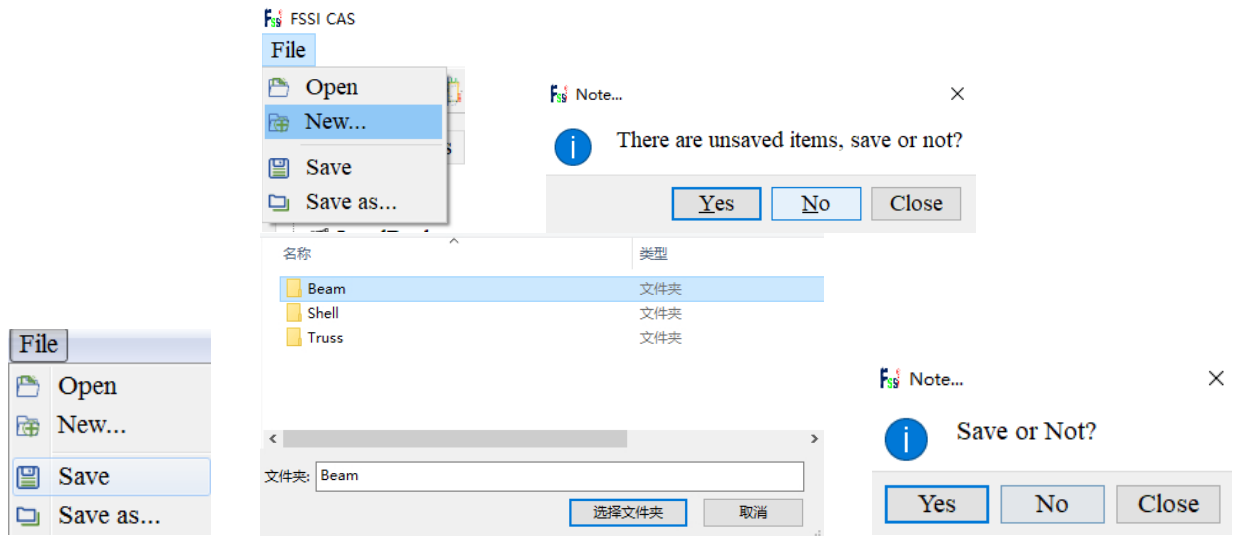 FSSI CAS
File
Open
New...
Save
Save as...
Note...
There are unsaved items, save or not?
Yes No Close
名称 类型
Beam 文件夹
Shell 文件夹
Truss 文件夹
文件夹: Beam
选择文件夹 取消
File
Open
New...
Save
Save as...
Note...
Save or Not?
Yes No Close